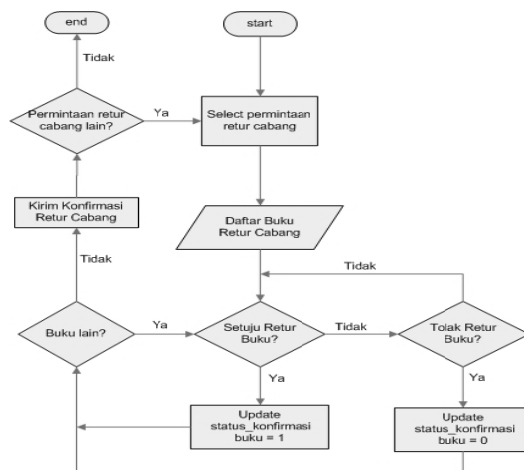 end
start
Tidak
Permintaan retur
cabang lain?
Ya
Select permintaan
retur cabang
Kirim Konfirmasi
Retur Cabang
Daftar Buku
Retur Cabang
Tidak
Tidak
Buku lain?
Ya
Setuju Retur
Buku?
Tidak
Tolak Retur
Buku?
Ya
Ya
Update
status_konfirmasi
buku = 1
Update
status_konfirmasi
buku = 0